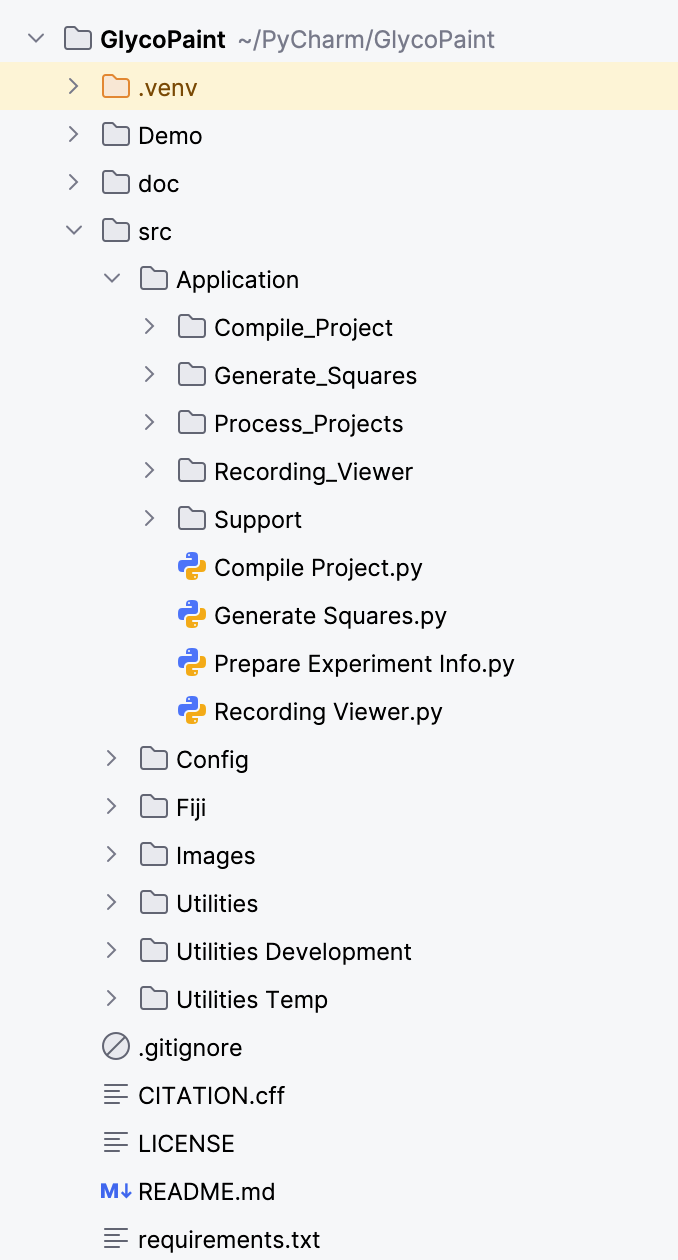 GlycoPaint ~/PyCharm/GlycoPaint
.venv
Demo
doc
src
Application
Compile_Project
Generate_Squares
Process_Projects
Recording_Viewer
Support
Compile Project.py
Generate Squares.py
Prepare Experiment Info.py
Recording Viewer.py
Config
Fiji
Images
Utilities
Utilities Development
Utilities Temp
.gitignore
CITATION.cff
LICENSE
M↓ README.md
requirements.txt